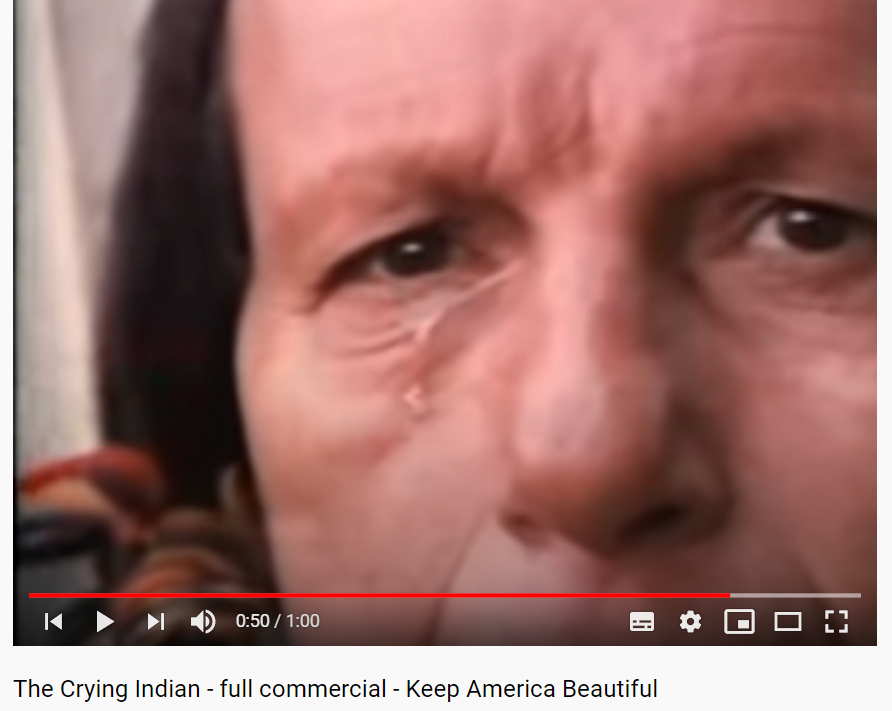 0:50 / 1:00
The Crying Indian - full commercial - Keep America Beautiful